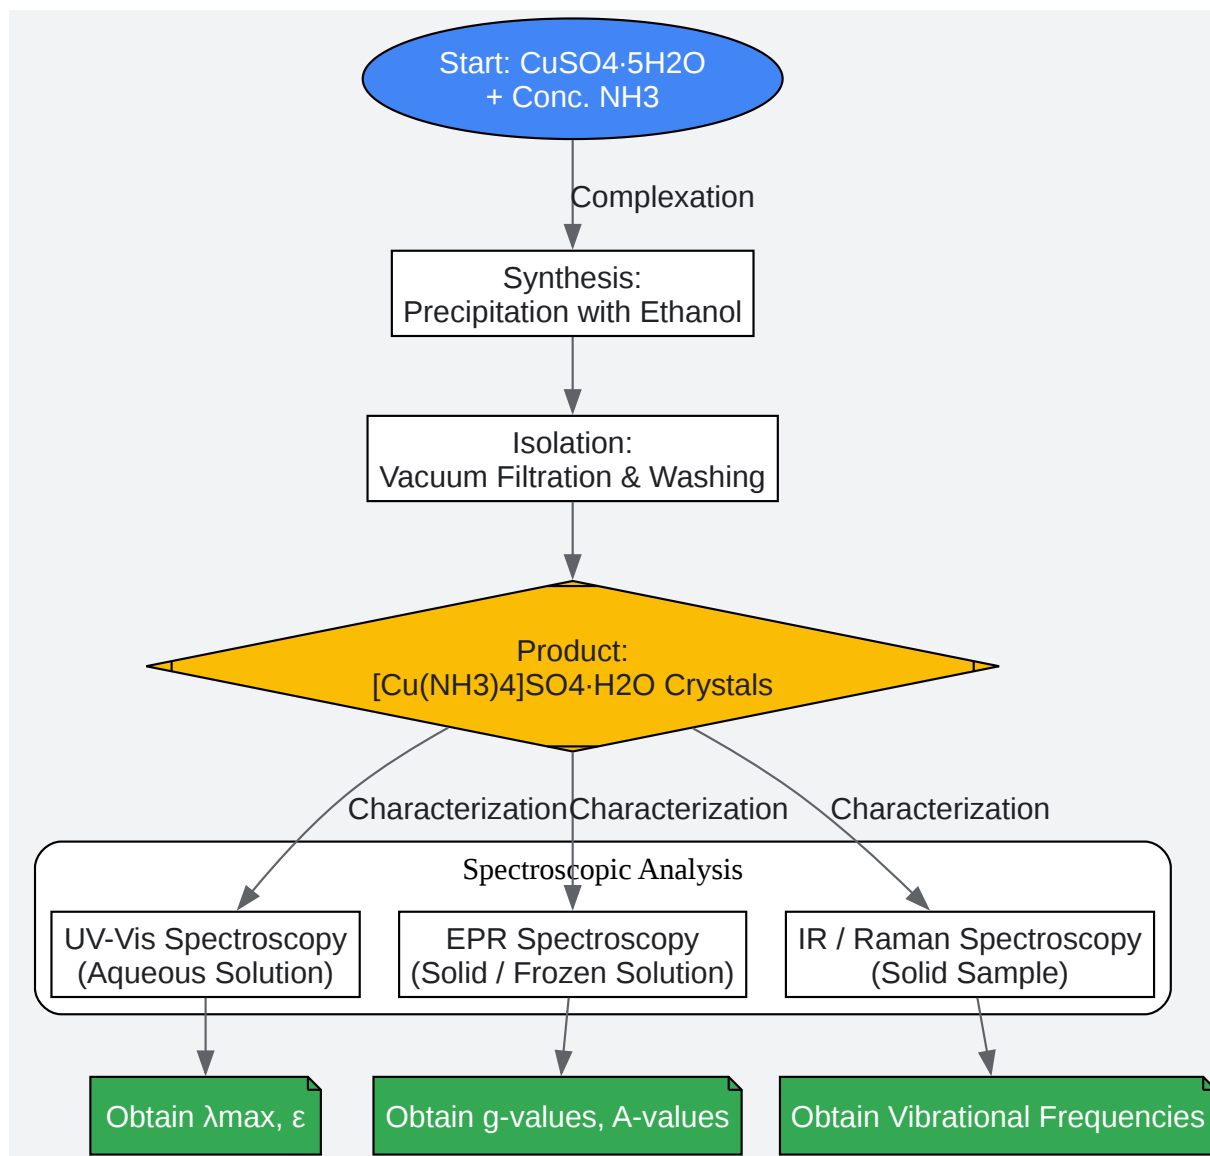 Start: CuSO4·5H2O
+ Conc. NH3
Complexation
Synthesis:
Precipitation with Ethanol
Isolation:
Vacuum Filtration & Washing
Product:
[Cu(NH3)4]SO4·H2O Crystals
Characterization
Characterization
Characterization
Spectroscopic Analysis
UV-Vis Spectroscopy
(Aqueous Solution)
EPR Spectroscopy
(Solid / Frozen Solution)
IR / Raman Spectroscopy
(Solid Sample)
Obtain λmax, ε
Obtain g-values, A-values
Obtain Vibrational Frequencies